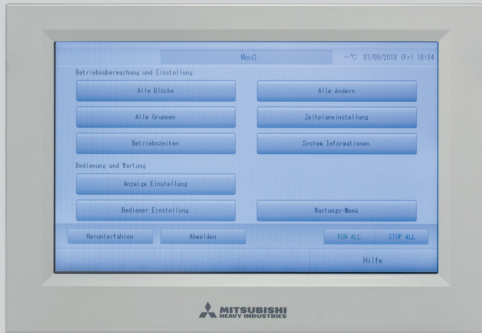 Menü --℃ 01/08/2018 (Fr) 16:34
Betriebsüberwachung und Einstellung
Alle Blöcke Alle ändern
Alle Gruppen Zeitplaneinstellung
Betriebszeiten System Informationen
Bedienung und Wartung
Anzeige Einstellung
Bediener Einstellung Wartungs-Menü
Herunterfahren Abmelden RUN ALL STOP ALL
Hilfe
MITSUBISHI
HEAVY INDUSTRIES